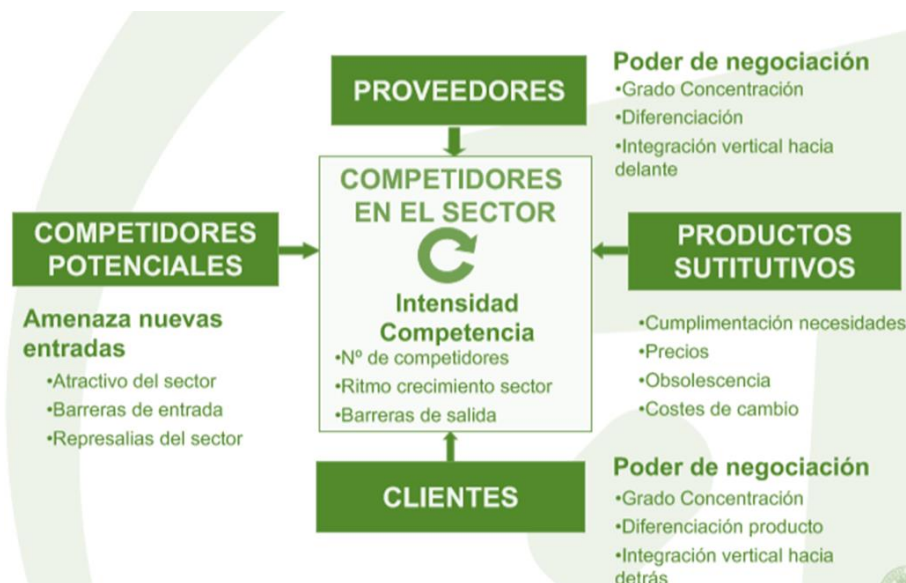 PROVEEDORES
Poder de negociación
•Grado Concentración
•Diferenciación
•Integración vertical hacia
delante
COMPETIDORES
EN EL SECTOR
Intensidad
Competencia
•Nº de competidores
•Ritmo crecimiento sector
•Barreras de salida
COMPETIDORES
POTENCIALES
Amenaza nuevas
entradas
•Atractivo del sector
•Barreras de entrada
•Represalias del sector
PRODUCTOS
SUTITUTIVOS
•Cumplimentación necesidades
•Precios
•Obsolescencia
•Costes de cambio
CLIENTES
Poder de negociación
•Grado Concentración
•Diferenciación producto
•Integración vertical hacia
detrás